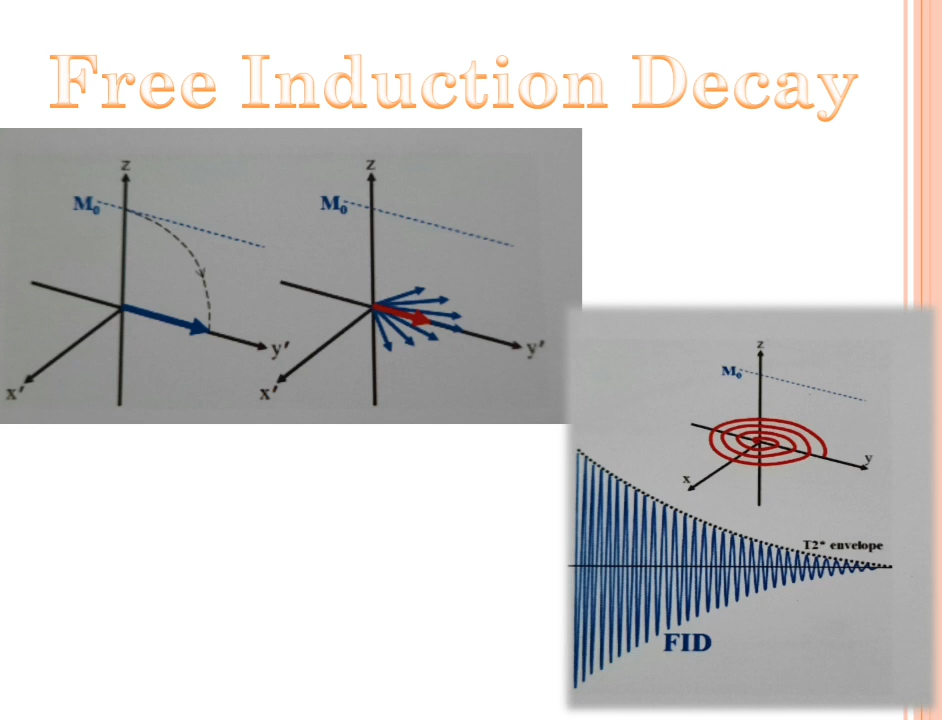 Free Induction Decay
z
M₀
y'
x'
z
M₀
y'
x'
z
M₀
y
x
T2* envelope
FID